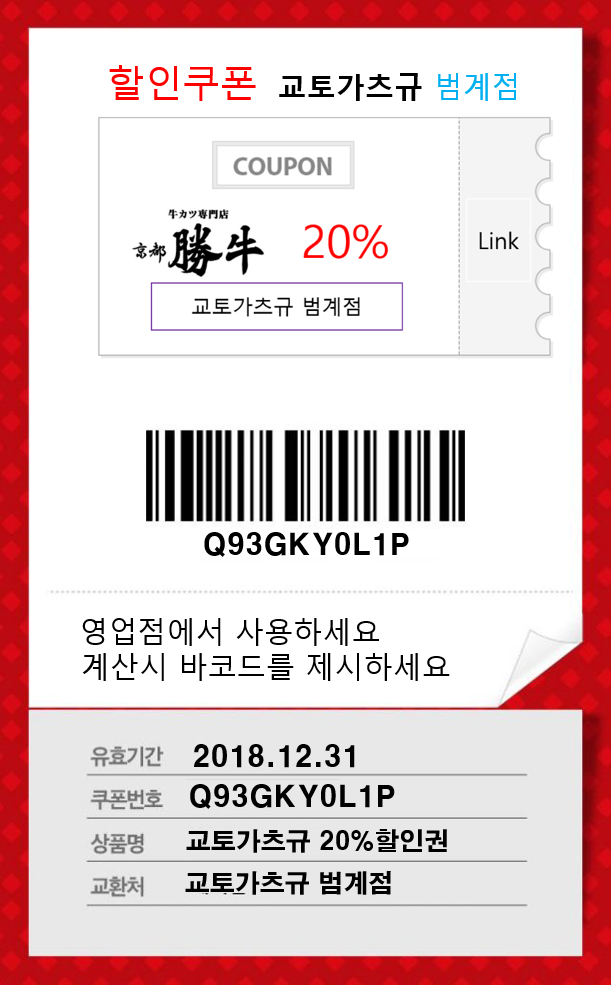 할인쿠폰 교토가츠규 범계점
COUPON
牛カツ専門店
京都 勝牛
20%
Link
교토가츠규 범계점
Q93GKY0L1P
영업점에서 사용하세요
계산시 바코드를 제시하세요
유효기간 2018.12.31
쿠폰번호 Q93GKY0L1P
상품명 교토가츠규 20%할인권
교환처 교토가츠규 범계점